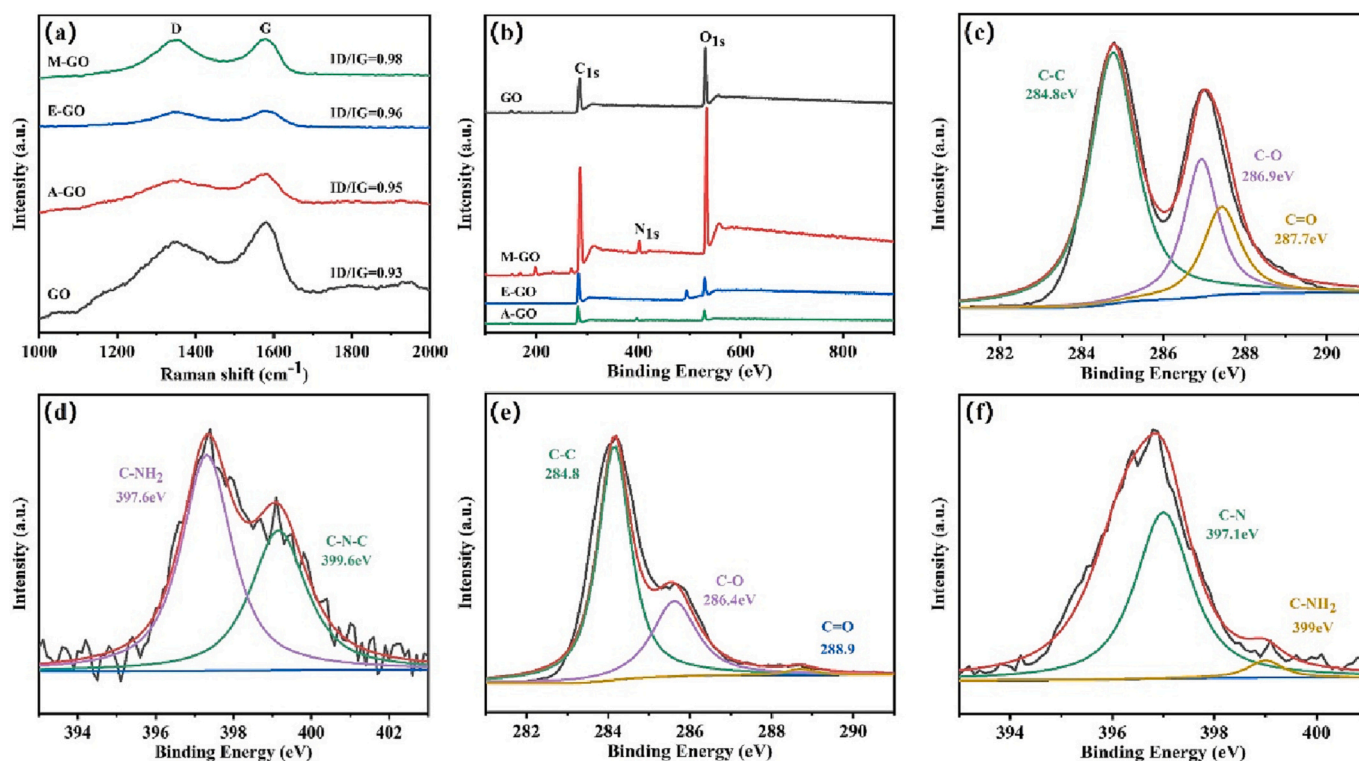 (a)
D
G
M-GO
ID/IG=0.98
E-GO
ID/IG=0.96
A-GO
ID/IG=0.95
GO
ID/IG=0.93
Intensity (a.u.)
1000 1200 1400 1600 1800 2000
Raman shift (cm⁻¹)
(b)
O1s
C1s
GO
N1s
M-GO
E-GO
A-GO
Intensity (a.u.)
200 400 600 800
Binding Energy (eV)
(c)
C-C
284.8eV
C-O
286.9eV
C=O
287.7eV
Intensity (a.u.)
282 284 286 288 290
Binding Energy (eV)
(d)
C-NH2
397.6eV
C-N-C
399.6eV
Intensity (a.u.)
394 396 398 400 402
Binding Energy (eV)
(e)
C-C
284.8
C-O
286.4eV
C=O
288.9
Intensity (a.u.)
282 284 286 288 290
Binding Energy (eV)
(f)
C-N
397.1eV
C-NH2
399eV
Intensity (a.u.)
394 396 398 400
Binding Energy (eV)